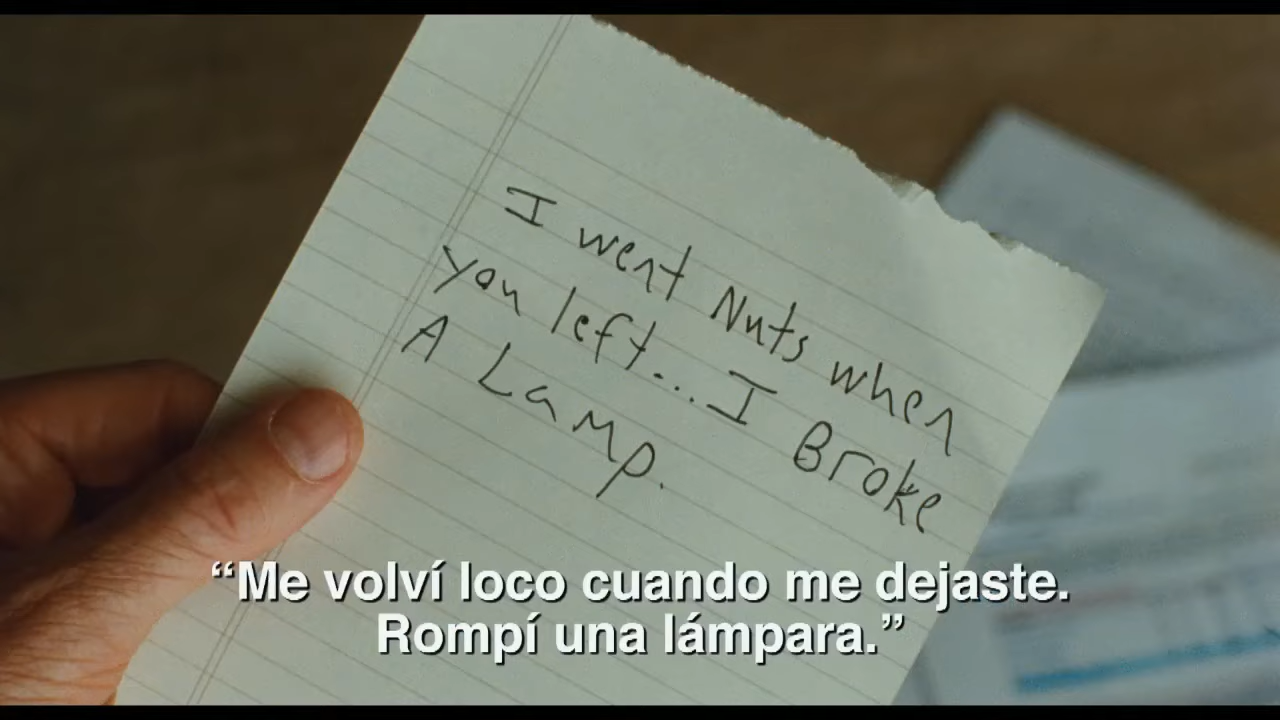 I went Nuts when
you left... I Broke
A Lamp.
“Me volví loco cuando me dejaste.
Rompí una lámpara.”